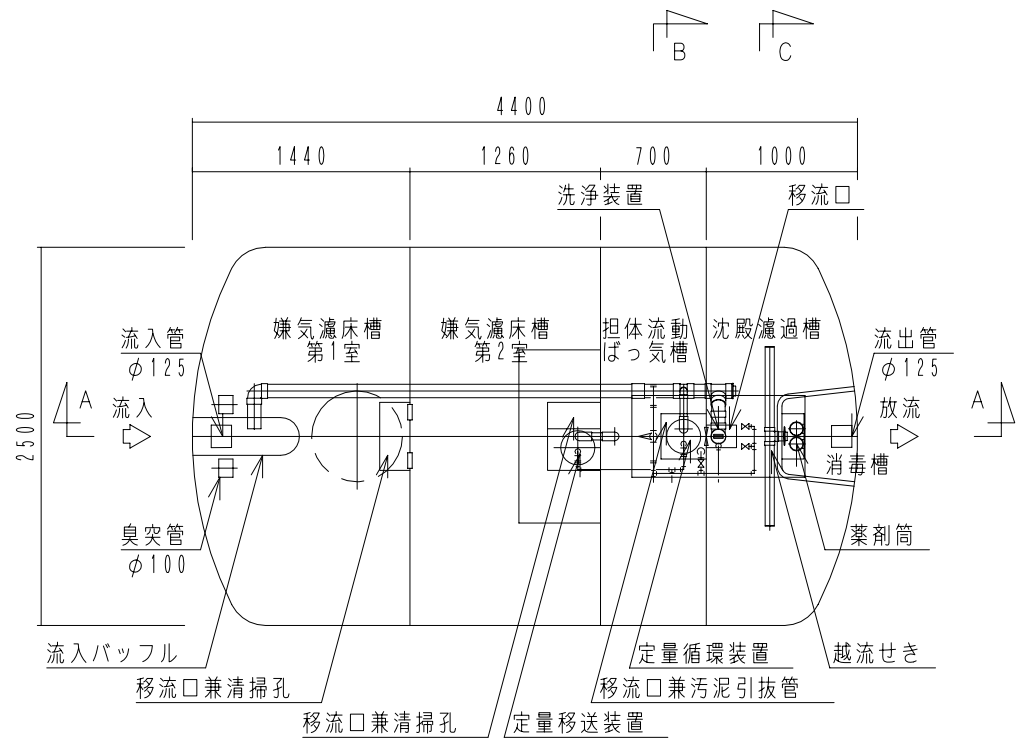 B
C
4400
1440
1260
700
1000
洗浄装置
移流口
嫌気濾床槽
第1室
嫌気濾床槽
第2室
担体流動
ばっ気槽
沈殿濾過槽
流入管
φ125
流出管
φ125
A
流入
放流
A
2500
消毒槽
臭突管
φ100
薬剤筒
流入バッフル
定量循環装置
越流せき
移流口兼清掃孔
移流口兼汚泥引抜管
移流口兼清掃孔
定量移送装置